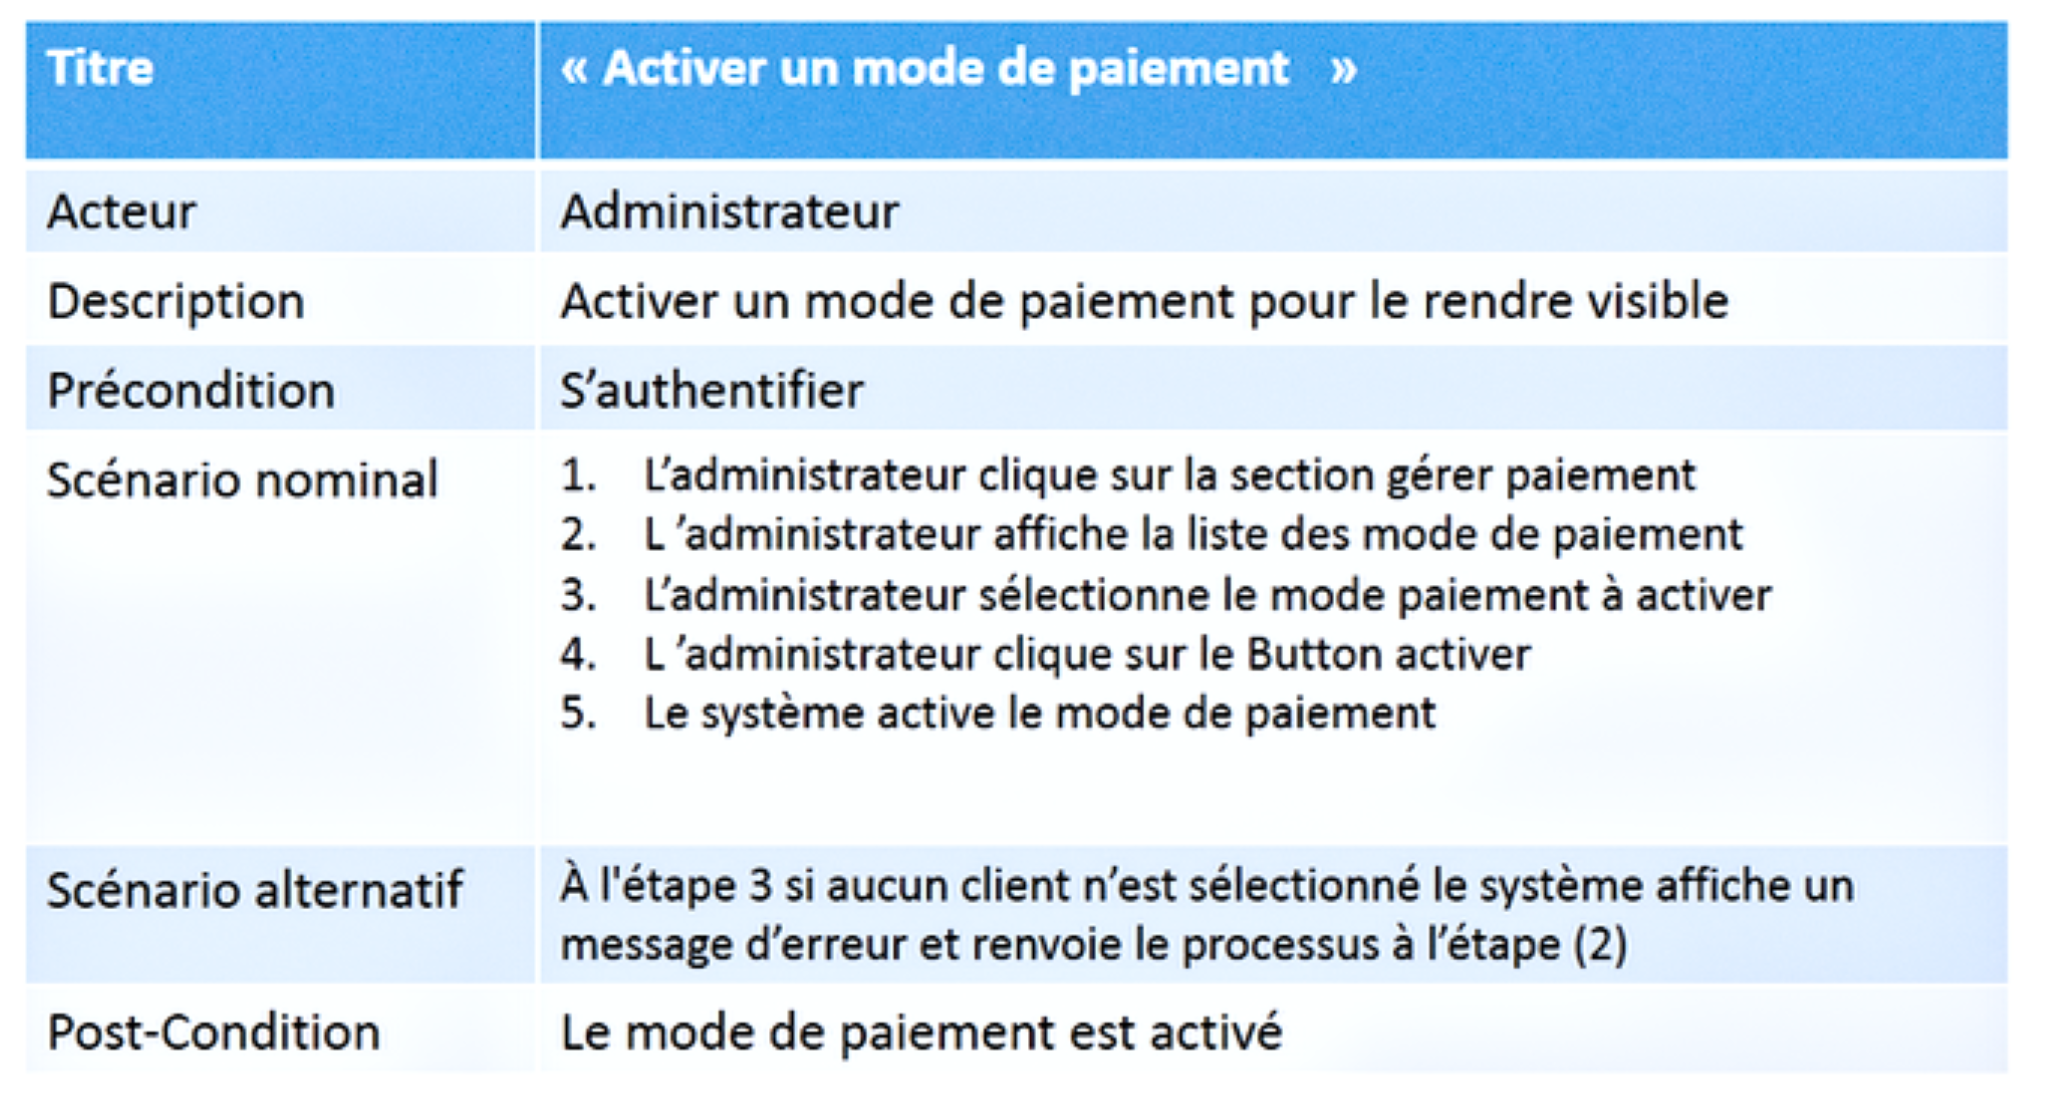 Titre
« Activer un mode de paiement »
Acteur
Administrateur
Description
Activer un mode de paiement pour le rendre visible
Précondition
S’authentifier
Scénario nominal
1. L’administrateur clique sur la section gérer paiement
2. L ’administrateur affiche la liste des mode de paiement
3. L’administrateur sélectionne le mode paiement à activer
4. L ’administrateur clique sur le Button activer
5. Le système active le mode de paiement
Scénario alternatif
À l'étape 3 si aucun client n’est sélectionné le système affiche un
message d’erreur et renvoie le processus à l’étape (2)
Post-Condition
Le mode de paiement est activé